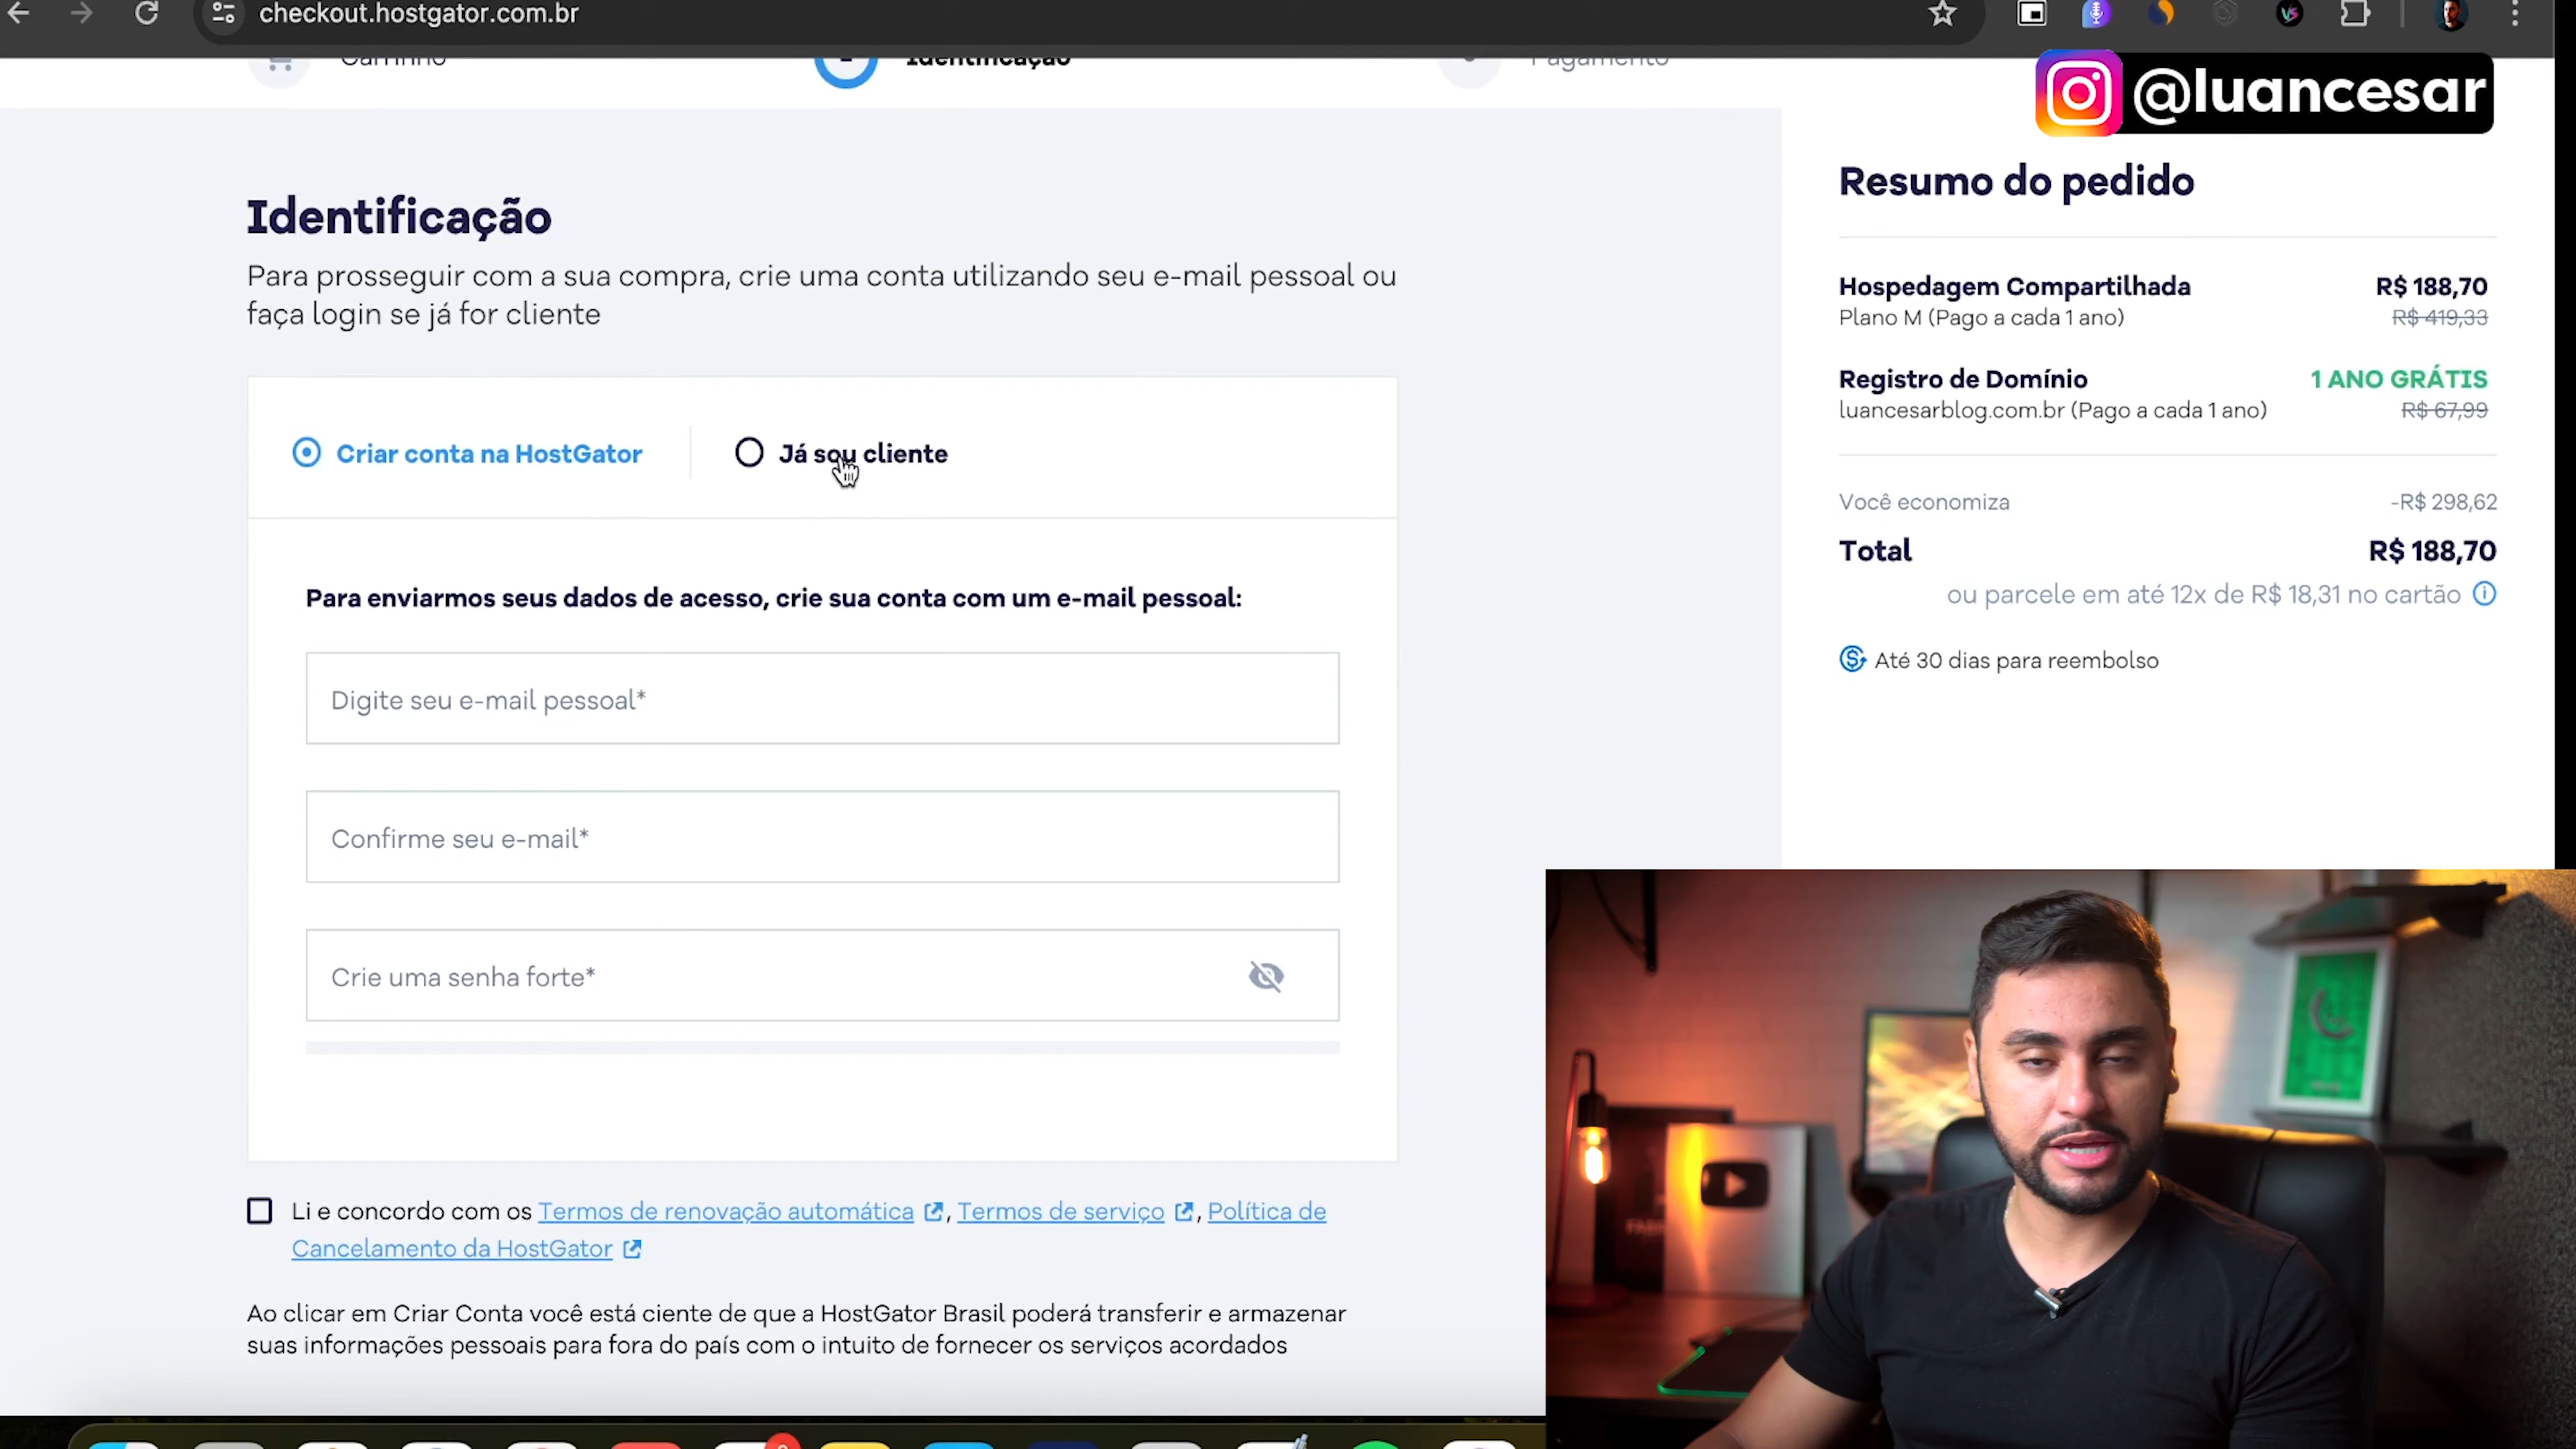 checkout.hostgator.com.br
Carrinho
Identificação
Pagamento
@luancesar
Identificação
Para prosseguir com a sua compra, crie uma conta utilizando seu e-mail pessoal ou
faça login se já for cliente
Criar conta na HostGator
Já sou cliente
Para enviarmos seus dados de acesso, crie sua conta com um e-mail pessoal:
Digite seu e-mail pessoal*
Confirme seu e-mail*
Crie uma senha forte*
Li e concordo com os Termos de renovação automática, Termos de serviço, Política de
Cancelamento da HostGator
Ao clicar em Criar Conta você está ciente de que a HostGator Brasil poderá transferir e armazenar
suas informações pessoais para fora do país com o intuito de fornecer os serviços acordados
Resumo do pedido
Hospedagem Compartilhada R$ 188,70
Plano M (Pago a cada 1 ano) R$ 419,33
Registro de Domínio 1 ANO GRÁTIS
luancesarblog.com.br (Pago a cada 1 ano) R$ 67,99
Você economiza -R$ 298,62
Total R$ 188,70
ou parcele em até 12x de R$ 18,31 no cartão
Até 30 dias para reembolso